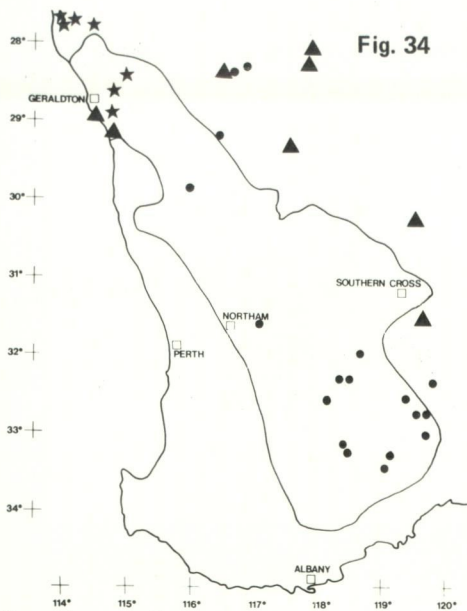 Fig. 34
28°
GERALDTON
29°
30°
31°
SOUTHERN CROSS
NORTHAM
32°
PERTH
33°
34°
ALBANY
114° 115° 116° 117° 118° 119° 120°